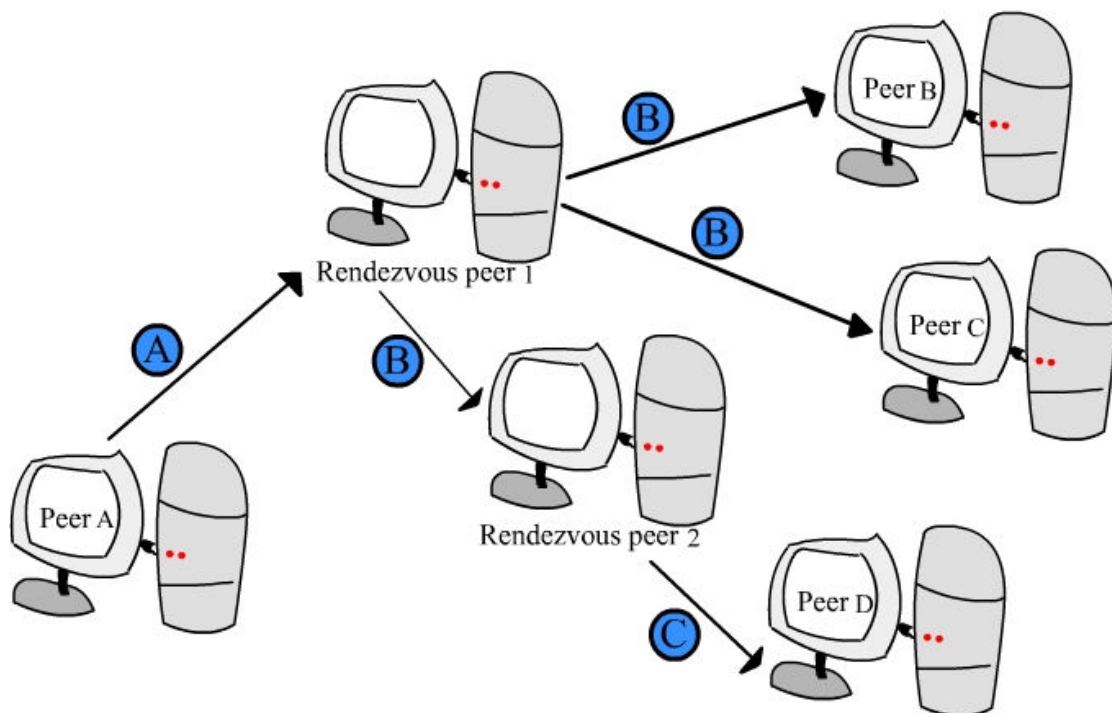 Peer B
B
Rendezvous peer 1
B
Peer C
A
B
Peer A
Rendezvous peer 2
Peer D
C